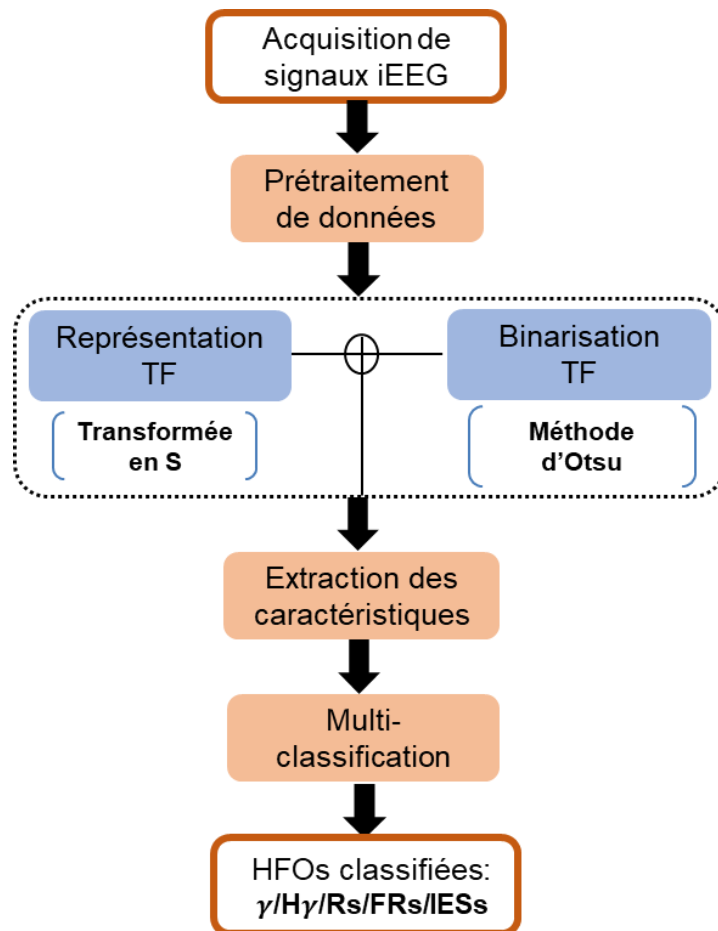 Acquisition de
signaux iEEG
Prétraitement
de données
Représentation
TF
Transformée
en S
Binarisation
TF
Méthode
d'Otsu
Extraction des
caractéristiques
Multi-
classification
HFOs classifiées:
γ/Hγ/Rs/FRs/IESs